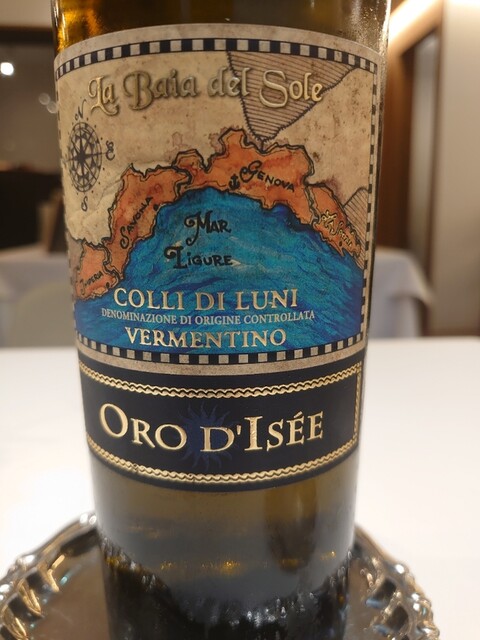 La Baia del Sole
N
S
Genova
Savona
Mar
Ligure
COLLI DI LUNI
DENOMINAZIONE DI ORIGINE CONTROLLATA
VERMENTINO
ORO D'ISÉE